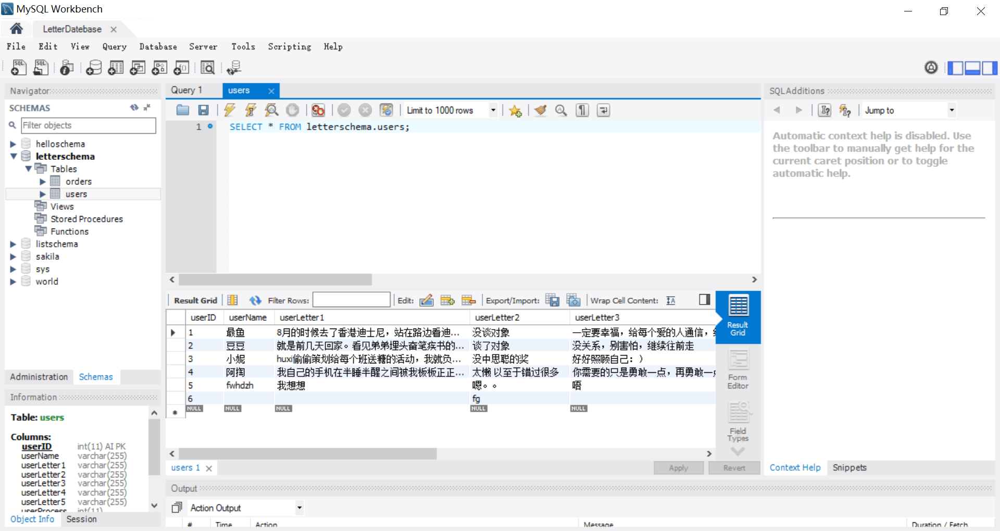 MySQL Workbench
LetterDatebase
File Edit View Query Database Server Tools Scripting Help
Navigator
SCHEMAS
Filter objects
helloschema
letterschema
Tables
orders
users
Views
Stored Procedures
Functions
listschema
sakila
sys
world
Administration Schemas
Information
Table: users
Columns:
userID int(11) AI PK
userName varchar(255)
userLetter1 varchar(255)
userLetter2 varchar(255)
userLetter3 varchar(255)
userLetter4 varchar(255)
userLetter5 varchar(255)
userProcess int(11)
Object Info Session
Query 1 users
Limit to 1000 rows
1 SELECT * FROM letterschema.users;
Result Grid Filter Rows: Edit: Export/Import: Wrap Cell Content:
userID userName userLetter1 userLetter2 userLetter3
1 最鱼 8月的时候去了香港迪士尼，站在路边看迪... 没谈对象 一定要幸福，给每个爱的人通信，
2 豆豆 就是前几天回家。看见弟弟埋头奋笔疾书的... 谈了对象 没关系，别害怕，继续往前走
3 小妮 huxi偷偷策划给每个班送糖的活动，我就负... 没中思聪的奖 好好照顾自己：）
4 阿掏 我自己的手机在半睡半醒之间被我板板正正... 太懒 以至于错过很多 你需要的只是勇敢一点，再勇敢一
5 fwhdzh 我想想 嗯。。 唔
6 fg
NULL NULL NULL NULL NULL
Result Grid
Form Editor
Field Types
users 1
Apply Revert
Output
Action Output
# Time Action Message Duration / Fetch
SQLAdditions
Jump to
Automatic context help is disabled. Use
the toolbar to manually get help for the
current caret position or to toggle
automatic help.
Context Help Snippets